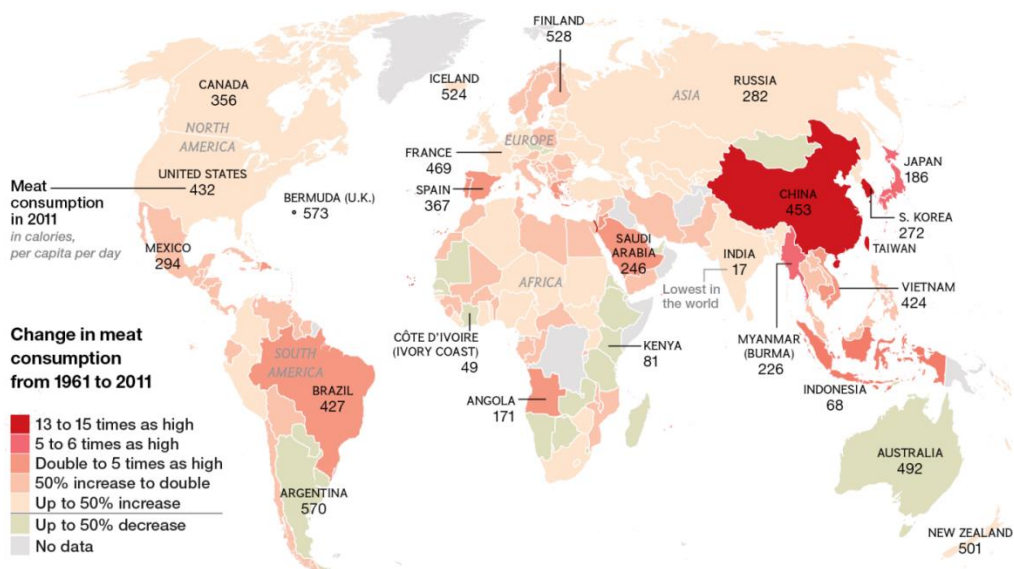 FINLAND
528
CANADA
356
ICELAND
524
RUSSIA
282
ASIA
NORTH
AMERICA
EUROPE
FRANCE
469
JAPAN
186
UNITED STATES
432
SPAIN
367
CHINA
453
Meat
consumption
in 2011
in calories,
per capita per day
BERMUDA (U.K.)
573
S. KOREA
272
TAIWAN
MEXICO
294
SAUDI
ARABIA
246
INDIA
17
AFRICA
Lowest in
the world
VIETNAM
424
CÔTE D'IVOIRE
(IVORY COAST)
49
KENYA
81
MYANMAR
(BURMA)
226
SOUTH
AMERICA
BRAZIL
427
ANGOLA
171
INDONESIA
68
AUSTRALIA
492
ARGENTINA
570
NEW ZEALAND
501
Change in meat
consumption
from 1961 to 2011
13 to 15 times as high
5 to 6 times as high
Double to 5 times as high
50% increase to double
Up to 50% increase
Up to 50% decrease
No data